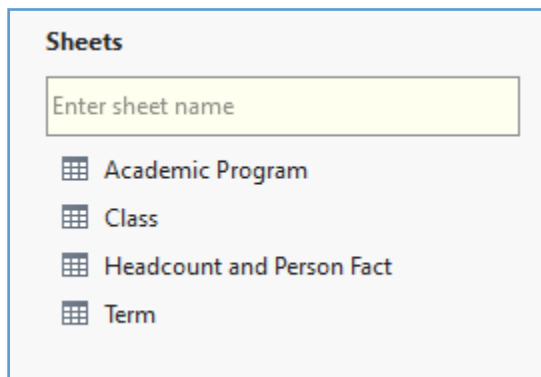 Sheets
Enter sheet name
Academic Program
Class
Headcount and Person Fact
Term